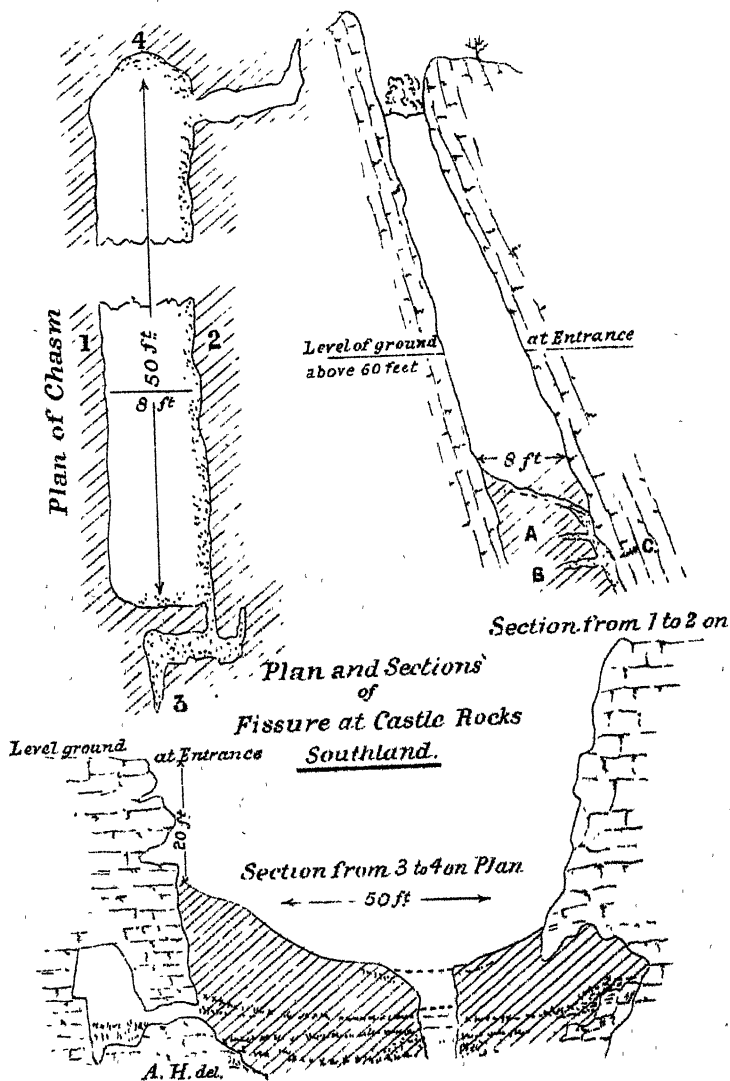 4
Plan of Chasm
1
2
50 ft
8 ft
3
Level of ground
above 60 feet
at Entrance
8 ft
A
B
C.
Section from 1 to 2 on
Plan and Sections
of
Fissure at Castle Rocks
Southland.
Level ground
at Entrance
20 ft
Section from 3 to 4 on Plan
50 ft
A. H. del.